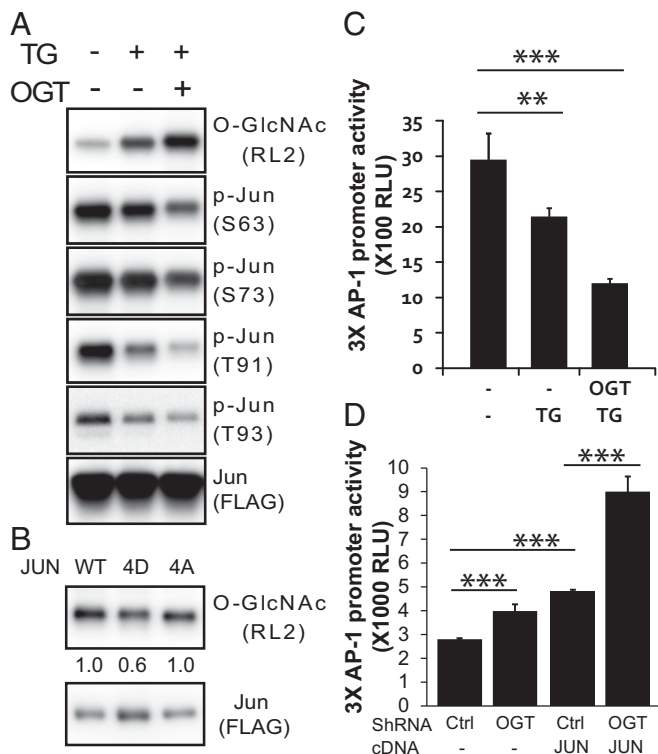 A
TG - + +
OGT - - +
O-GlcNAc
(RL2)
p-Jun
(S63)
p-Jun
(S73)
p-Jun
(T91)
p-Jun
(T93)
Jun
(FLAG)
B
JUN WT 4D 4A
O-GlcNAc
(RL2)
1.0 0.6 1.0
Jun
(FLAG)
C
3X AP-1 promoter activity
(X100 RLU)
***
**
35
30
25
20
15
10
5
0
- - OGT
- TG TG
D
3X AP-1 promoter activity
(X1000 RLU)
***
***
***
10
9
8
7
6
5
4
3
2
1
0
ShRNA Ctrl OGT Ctrl OGT
cDNA - - JUN JUN